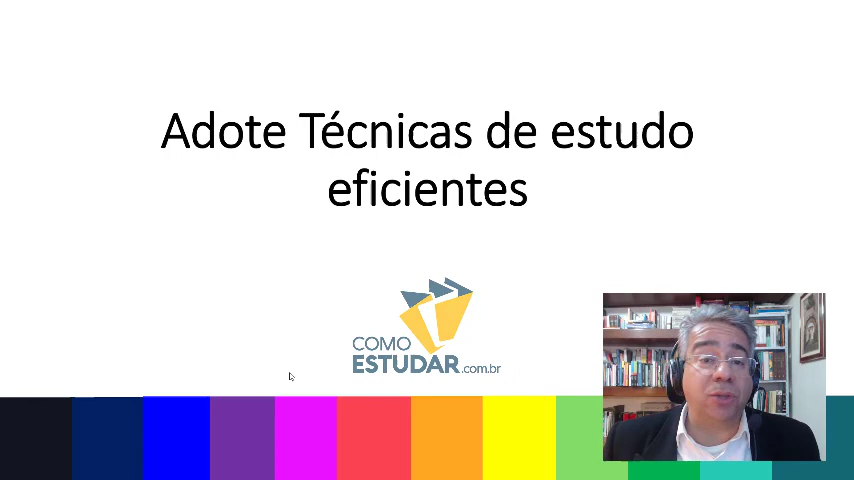 Adote Técnicas de estudo
eficientes
COMO
ESTUDAR.com.br